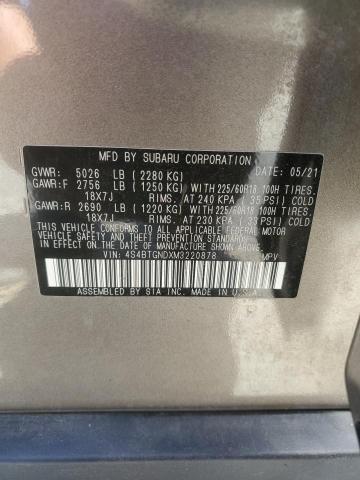 MFD BY SUBARU CORPORATION DATE: 05/21
GVWR: 5026 LB ( 2280 KG)
GAWR:F 2756 LB ( 1250 KG) WITH 225/60R18 100H TIRES.
18X7J RIMS. AT 240 KPA ( 35 PSI) COLD
GAWR:R 2690 LB ( 1220 KG) WITH 225/60R18 100H TIRES.
18X7J RIMS. AT 230 KPA ( 33 PSI) COLD
THIS VEHICLE CONFORMS TO ALL APPLICABLE FEDERAL MOTOR
VEHICLE SAFETY AND THEFT PREVENTION STANDARDS
IN EFFECT ON THE DATE OF MANUFACTURE SHOWN ABOVE.
VIN: 4S4BTGNDXM3220878 MPV
ASSEMBLED BY SIA INC. MADE IN U.S.A.